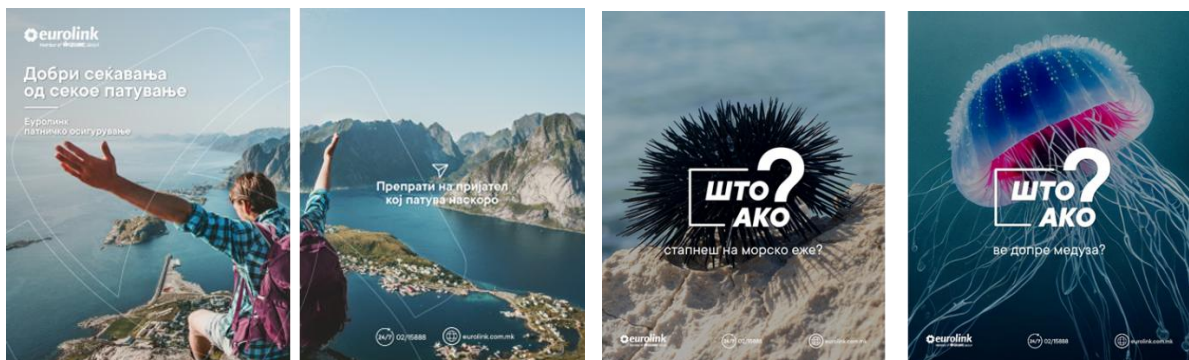 eurolink
Добри сеќавања
од секое патување
Еуролинк
патничко осигурување
Препрати на пријател
кој патува наскоро
24/7 02/15888
eurolink.com.mk
ШТО
АКО ?
стапнеш на морско еже?
eurolink
24/7 02/15888
eurolink.com.mk
ШТО
АКО ?
ве допре медуза?
eurolink
24/7 02/15888
eurolink.com.mk